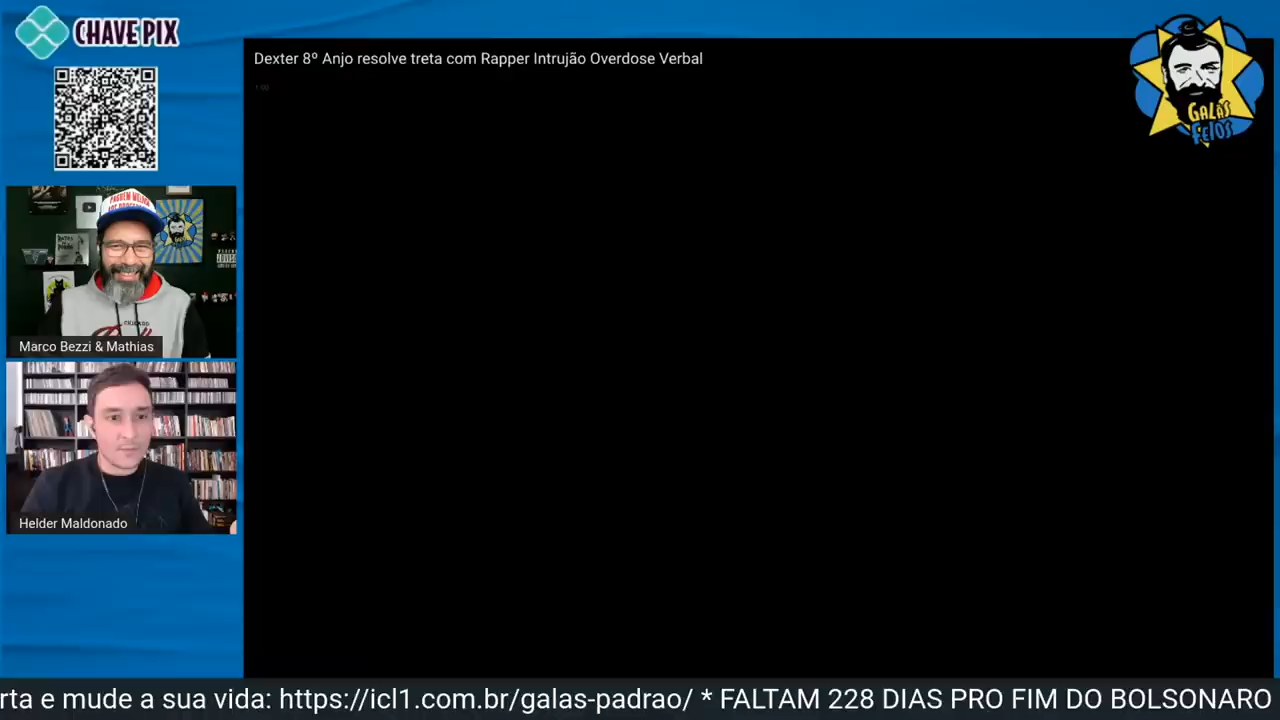 CHAVE PIX
Dexter 8º Anjo resolve treta com Rapper Intrujão Overdose Verbal
GALÃS
FEIOS
Marco Bezzi & Mathias
Helder Maldonado
rta e mude a sua vida: https://icl1.com.br/galas-padrao/ * FALTAM 228 DIAS PRO FIM DO BOLSONARO